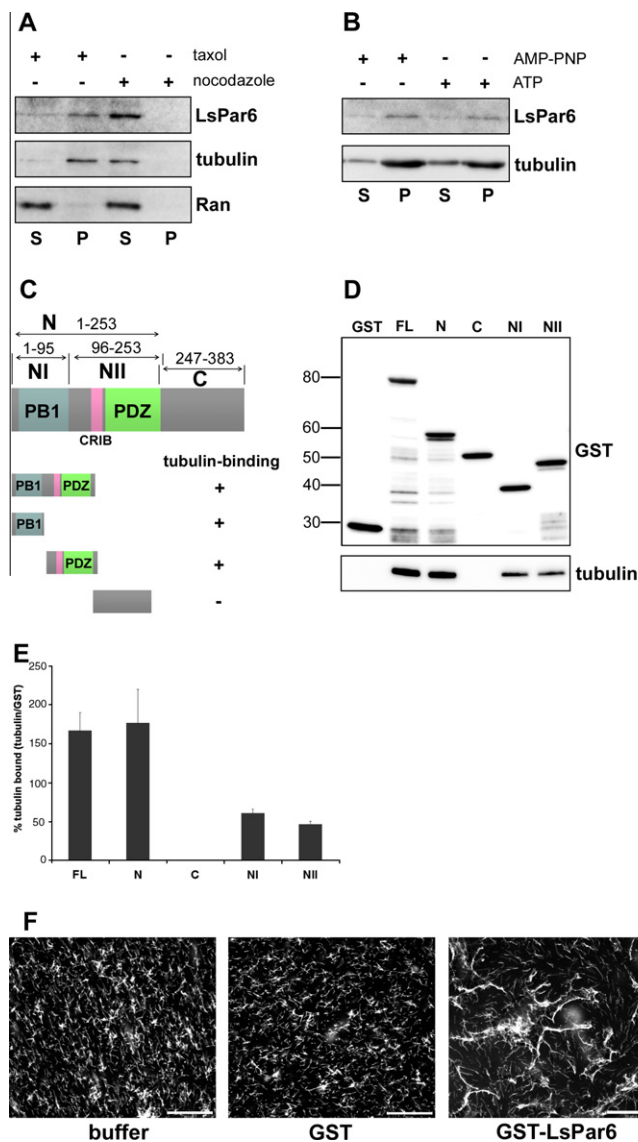 A
+ + - - taxol
- - + + nocodazole
LsPar6
tubulin
Ran
S P S P
B
+ + - - AMP-PNP
- - + + ATP
LsPar6
tubulin
S P S P
C
N 1-253
1-95 96-253 247-383
NI NII C
PB1 PDZ
CRIB
tubulin-binding
PB1 PDZ +
PB1 +
PDZ +
-
D
GST FL N C NI NII
80
60
50
40
30
GST
tubulin
E
% tubulin bound (tubulin/GST)
250
200
150
100
50
0
FL N C NI NII
F
buffer GST GST-LsPar6